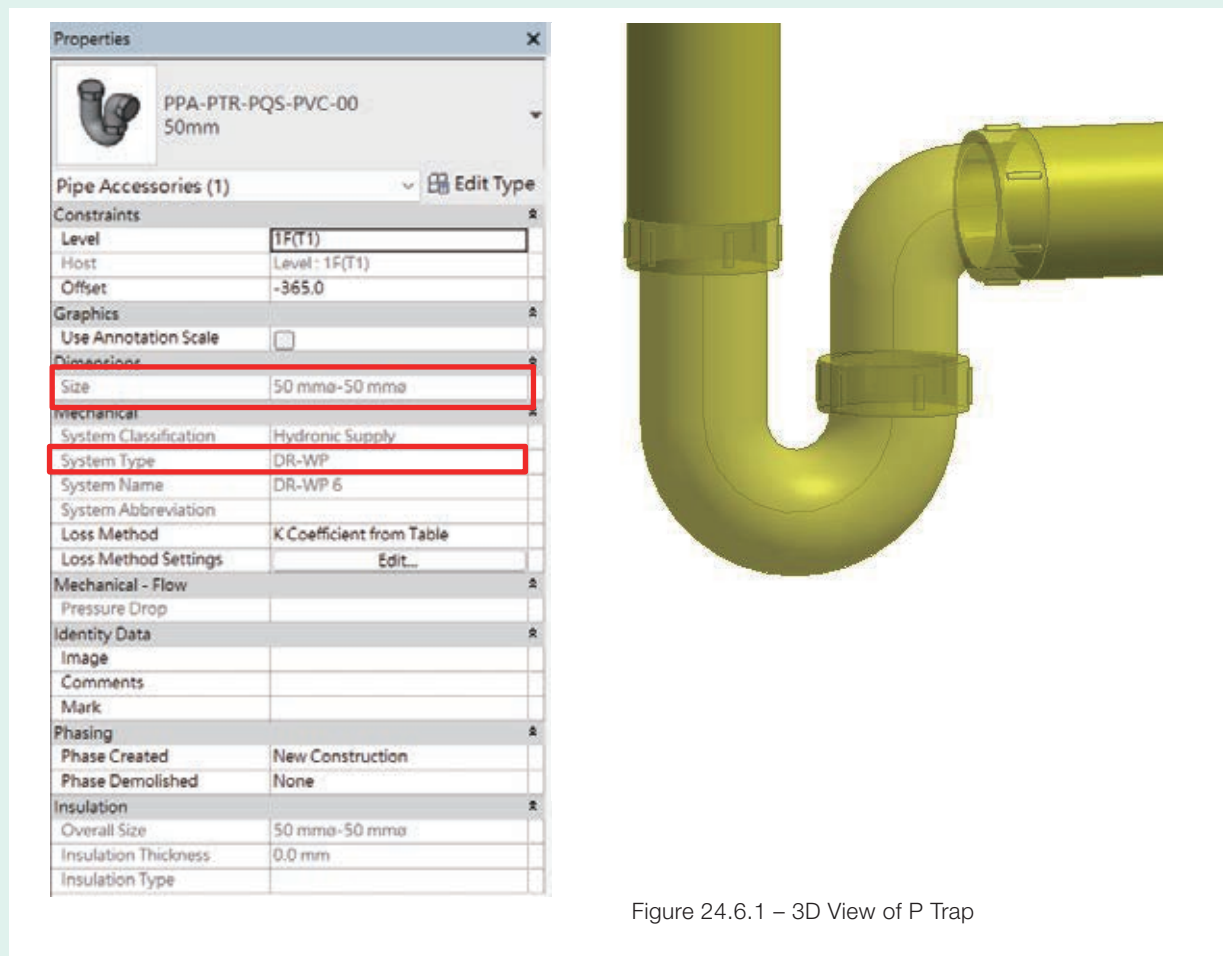 Properties
PPA-PTR-PQS-PVC-00
50mm
Pipe Accessories (1) Edit Type
Constraints
Level 1F(T1)
Host Level : 1F(T1)
Offset -365.0
Graphics
Use Annotation Scale
Dimensions
Size 50 mmø-50 mmø
Mechanical
System Classification Hydronic Supply
System Type DR-WP
System Name DR-WP 6
System Abbreviation
Loss Method K Coefficient from Table
Loss Method Settings Edit...
Mechanical - Flow
Pressure Drop
Identity Data
Image
Comments
Mark
Phasing
Phase Created New Construction
Phase Demolished None
Insulation
Overall Size 50 mmø-50 mmø
Insulation Thickness 0.0 mm
Insulation Type
Figure 24.6.1 – 3D View of P Trap